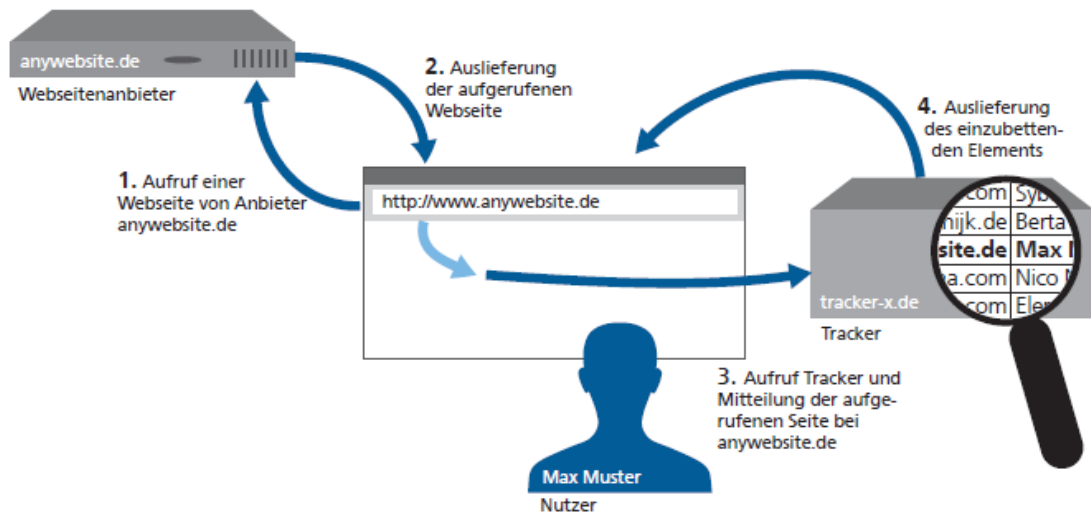 anywebsite.de
Webseitenanbieter
1. Aufruf einer
Webseite von Anbieter
anywebsite.de
2. Auslieferung
der aufgerufenen
Webseite
http://www.anywebsite.de
4. Auslieferung
des einzubetten-
den Elements
.com Syb
nijk.de Berta
site.de Max
a.com Nico
.com Eler
tracker-x.de
Tracker
3. Aufruf Tracker und
Mitteilung der aufge-
rufenen Seite bei
anywebsite.de
Max Muster
Nutzer